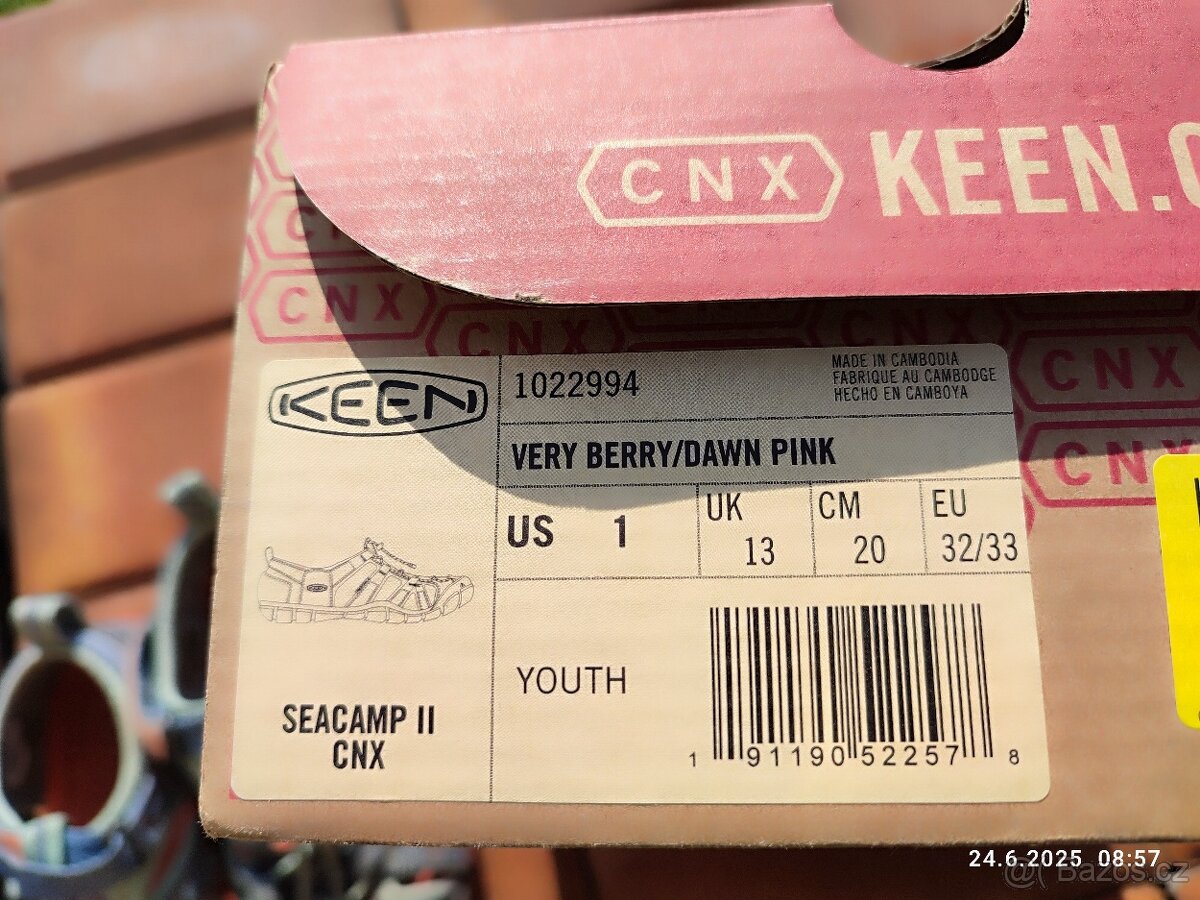 CNX KEEN.C
CNX
CNX
CNX
CNX
CNX
KEEN
1022994
MADE IN CAMBODIA
FABRIQUE AU CAMBODGE
HECHO EN CAMBOYA
VERY BERRY/DAWN PINK
US 1
UK 13
CM 20
EU 32/33
SEACAMP II
CNX
YOUTH
1 91190 52257 8
24.6.2025 08:57
@ Bazos.cz